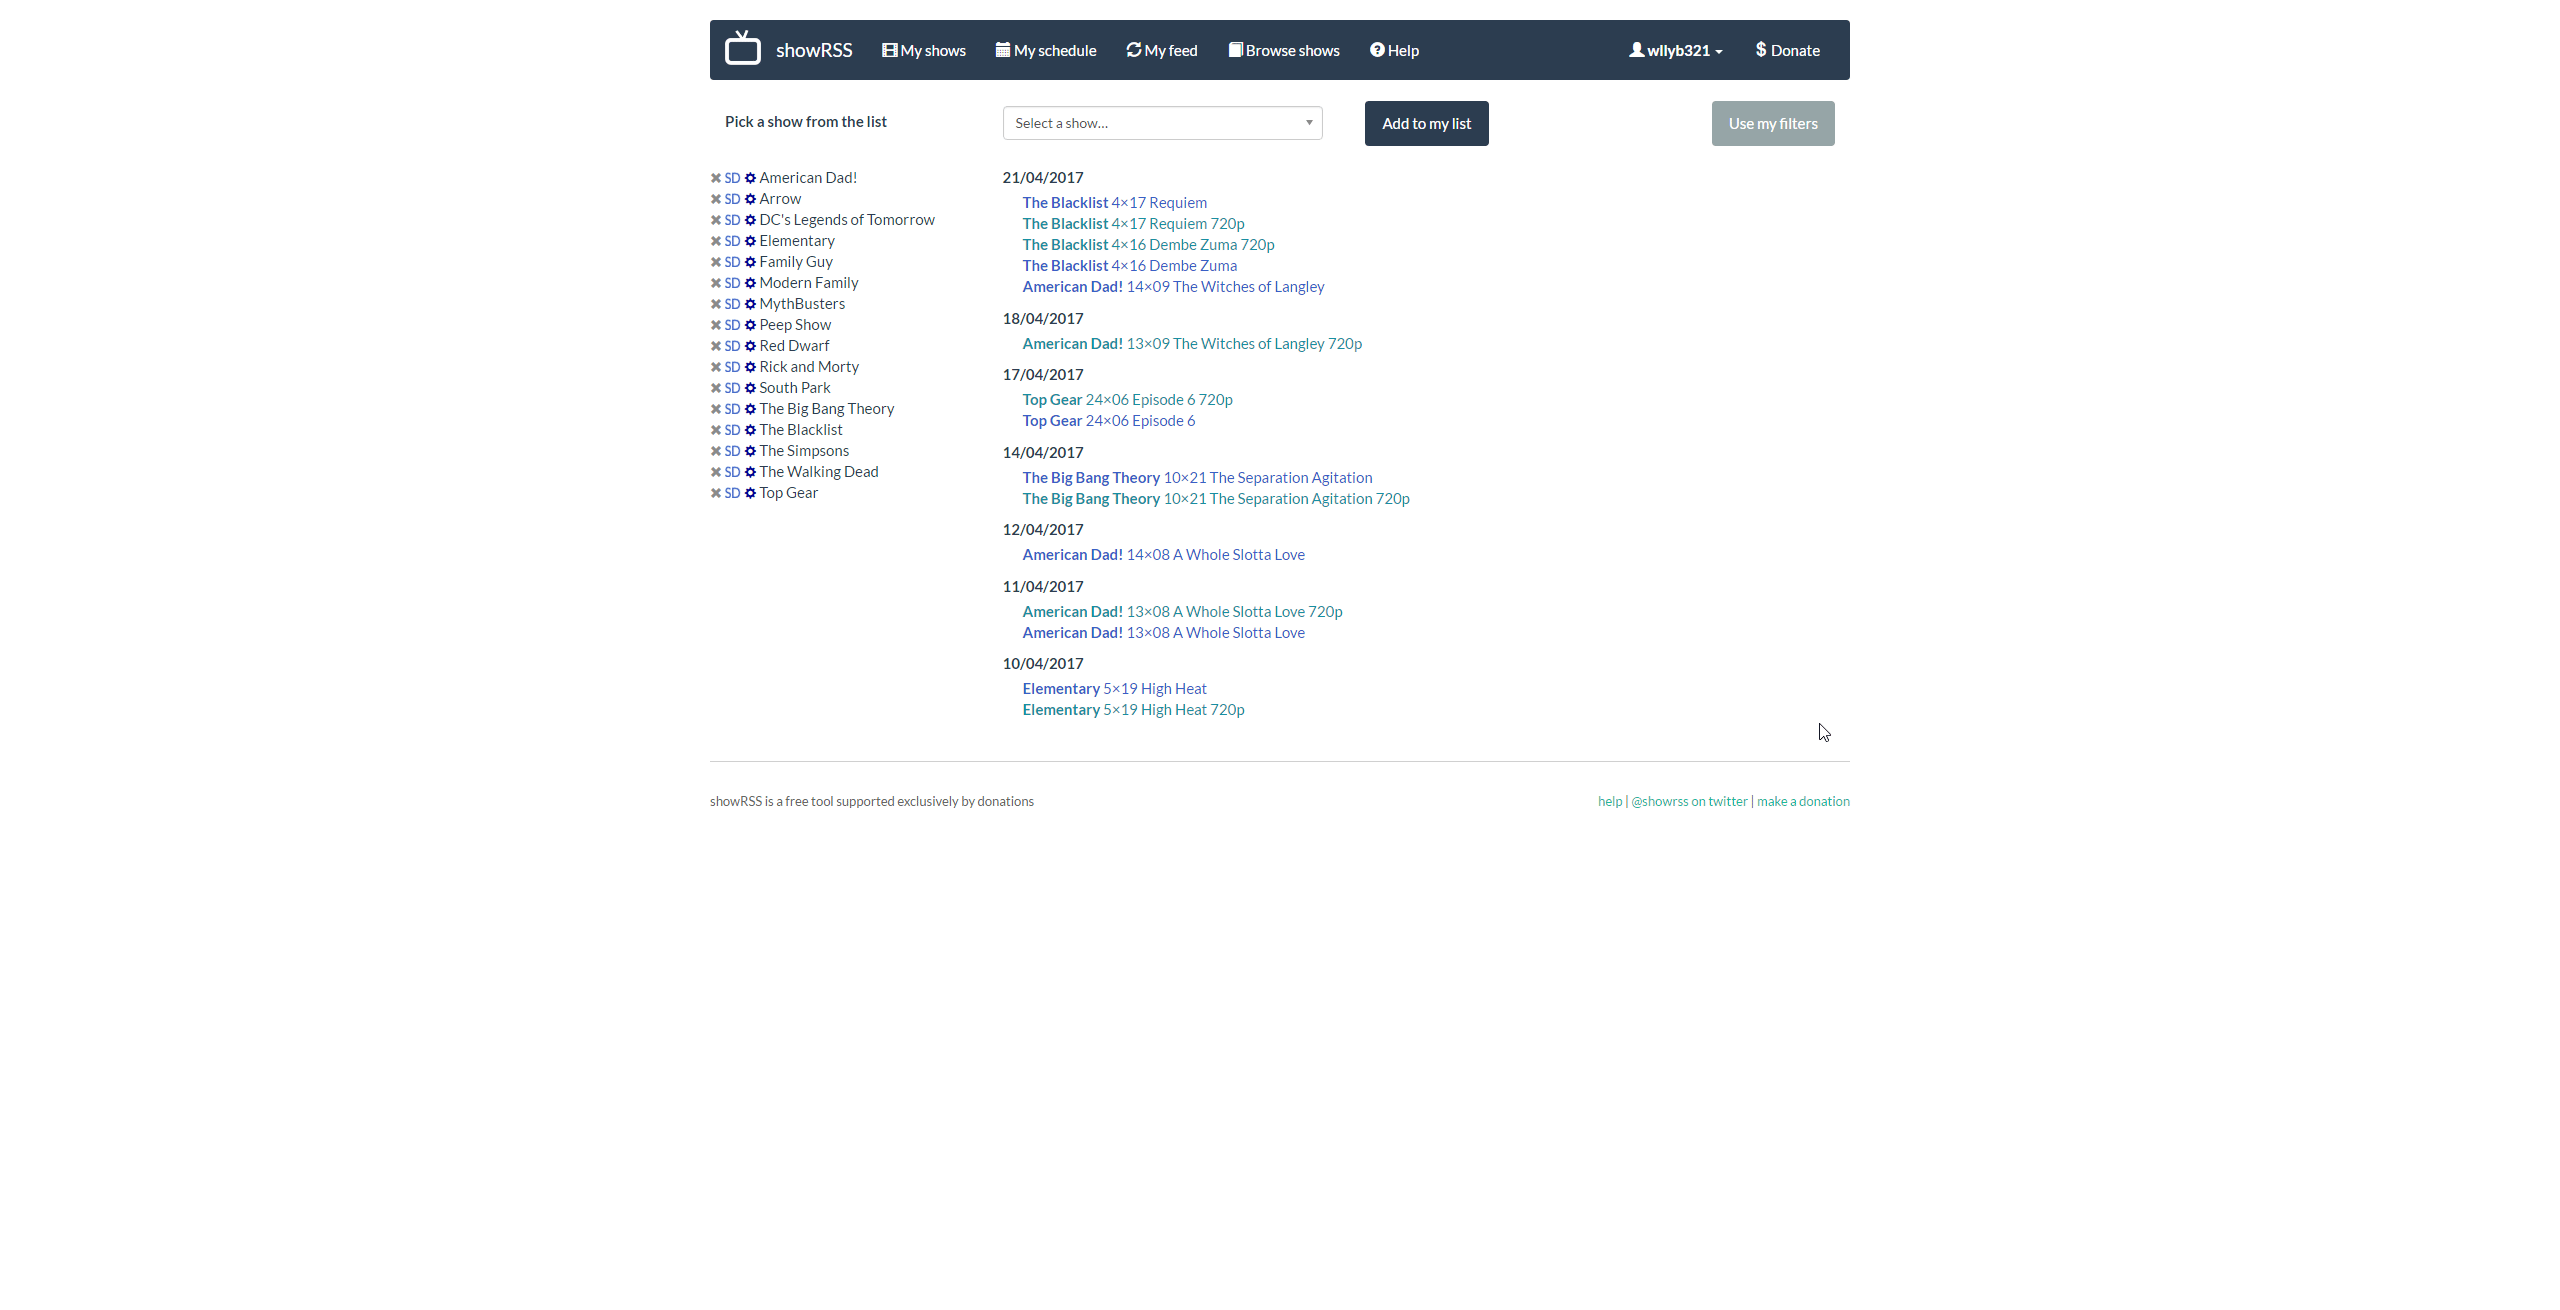 showRSS My shows My schedule My feed Browse shows Help wllyb321 Donate
Pick a show from the list
Select a show...
Add to my list
Use my filters
SD American Dad!
SD Arrow
SD DC's Legends of Tomorrow
SD Elementary
SD Family Guy
SD Modern Family
SD MythBusters
SD Peep Show
SD Red Dwarf
SD Rick and Morty
SD South Park
SD The Big Bang Theory
SD The Blacklist
SD The Simpsons
SD The Walking Dead
SD Top Gear
21/04/2017
The Blacklist 4×17 Requiem
The Blacklist 4×17 Requiem 720p
The Blacklist 4×16 Dembe Zuma 720p
The Blacklist 4×16 Dembe Zuma
American Dad! 14×09 The Witches of Langley
18/04/2017
American Dad! 13×09 The Witches of Langley 720p
17/04/2017
Top Gear 24×06 Episode 6 720p
Top Gear 24×06 Episode 6
14/04/2017
The Big Bang Theory 10×21 The Separation Agitation
The Big Bang Theory 10×21 The Separation Agitation 720p
12/04/2017
American Dad! 14×08 A Whole Slotta Love
11/04/2017
American Dad! 13×08 A Whole Slotta Love 720p
American Dad! 13×08 A Whole Slotta Love
10/04/2017
Elementary 5×19 High Heat
Elementary 5×19 High Heat 720p
showRSS is a free tool supported exclusively by donations
help | @showrss on twitter | make a donation